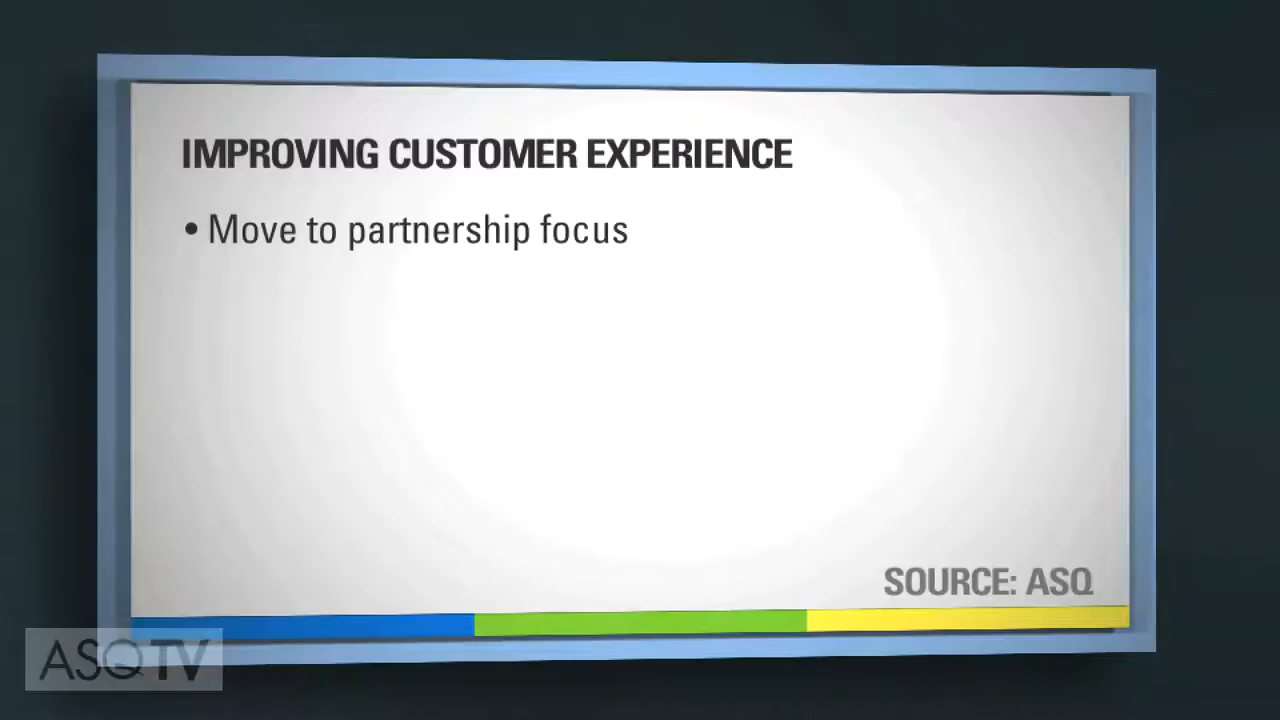 IMPROVING CUSTOMER EXPERIENCE
• Move to partnership focus
SOURCE: ASQ
ASQTV